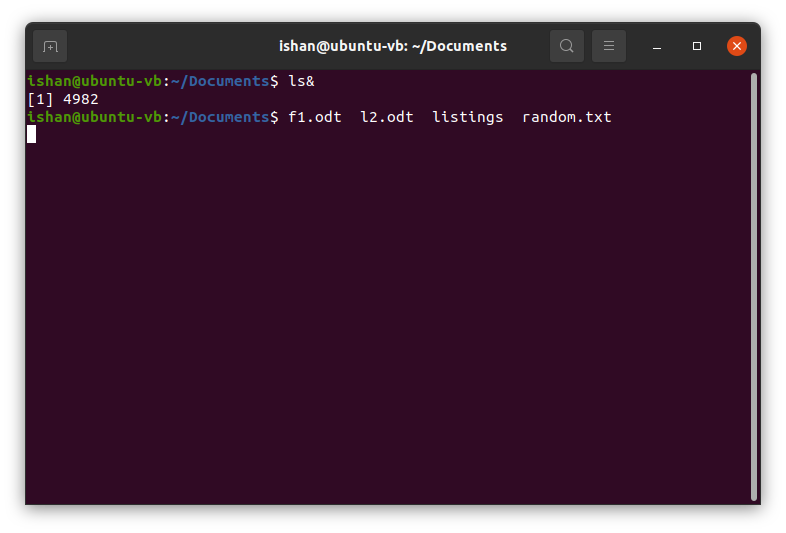 ishan@ubuntu-vb: ~/Documents
ishan@ubuntu-vb:~/Documents$ ls&
[1] 4982
ishan@ubuntu-vb:~/Documents$ f1.odt  l2.odt  listings  random.txt